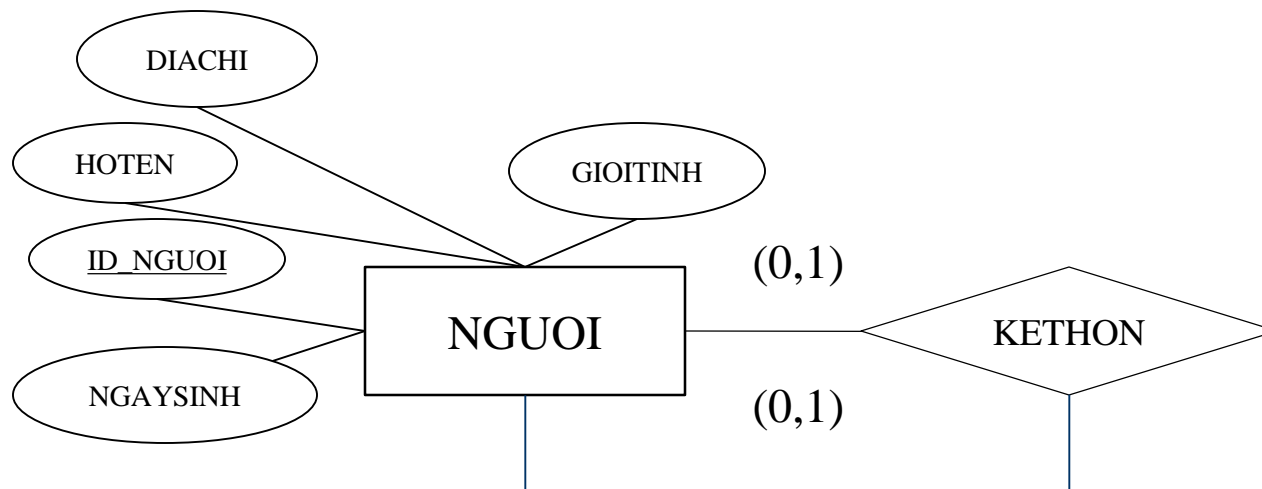 DIACHI
HOTEN
GIOITINH
ID_NGUOI
(0,1)
NGUOI
KETHON
NGAYSINH
(0,1)